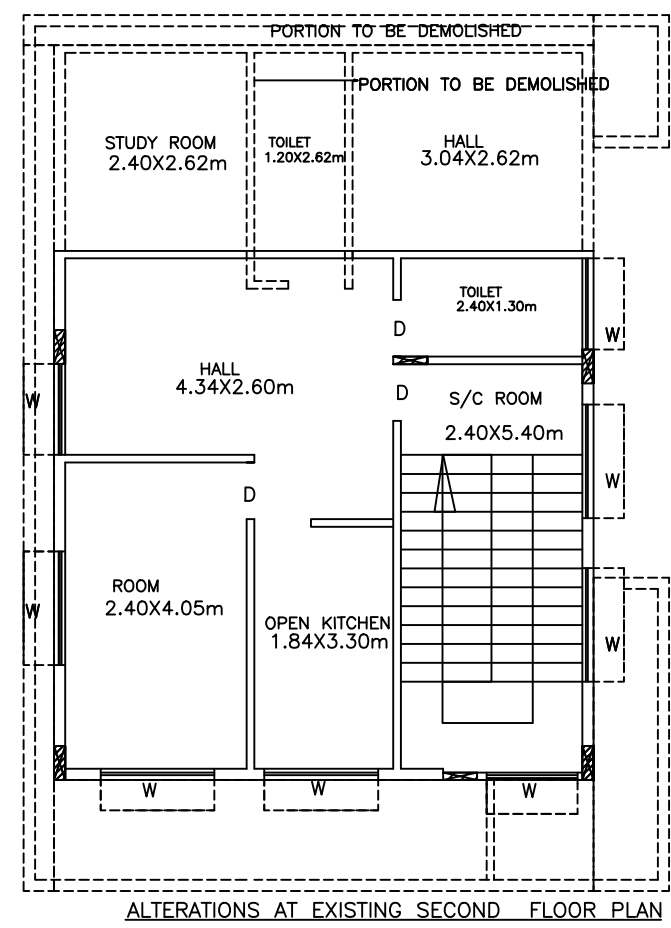 PORTION TO BE DEMOLISHED
PORTION TO BE DEMOLISHED
STUDY ROOM
2.40X2.62m
TOILET
1.20X2.62m
HALL
3.04X2.62m
TOILET
2.40X1.30m
D
W
HALL
4.34X2.60m
D
S/C ROOM
2.40X5.40m
W
W
D
ROOM
2.40X4.05m
W
OPEN KITCHEN
1.84X3.30m
W
W
W
W
ALTERATIONS AT EXISTING SECOND FLOOR PLAN